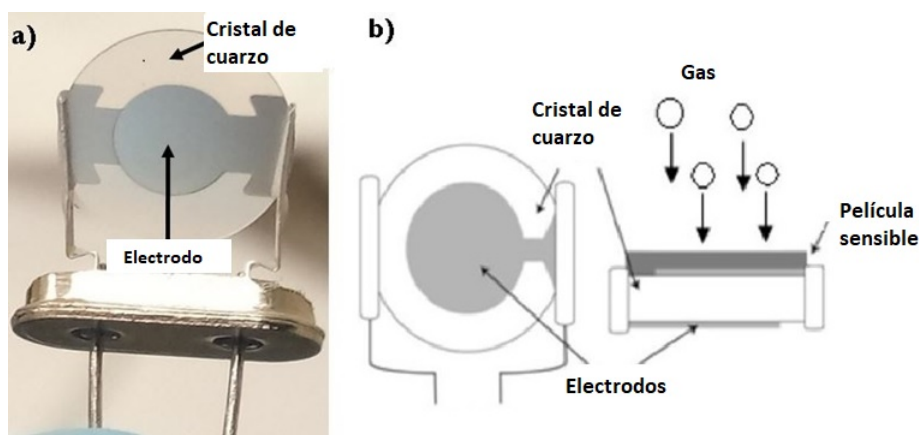 a)
Cristal de
cuarzo
Electrodo
b)
Gas
Cristal de
cuarzo
Película
sensible
Electrodos